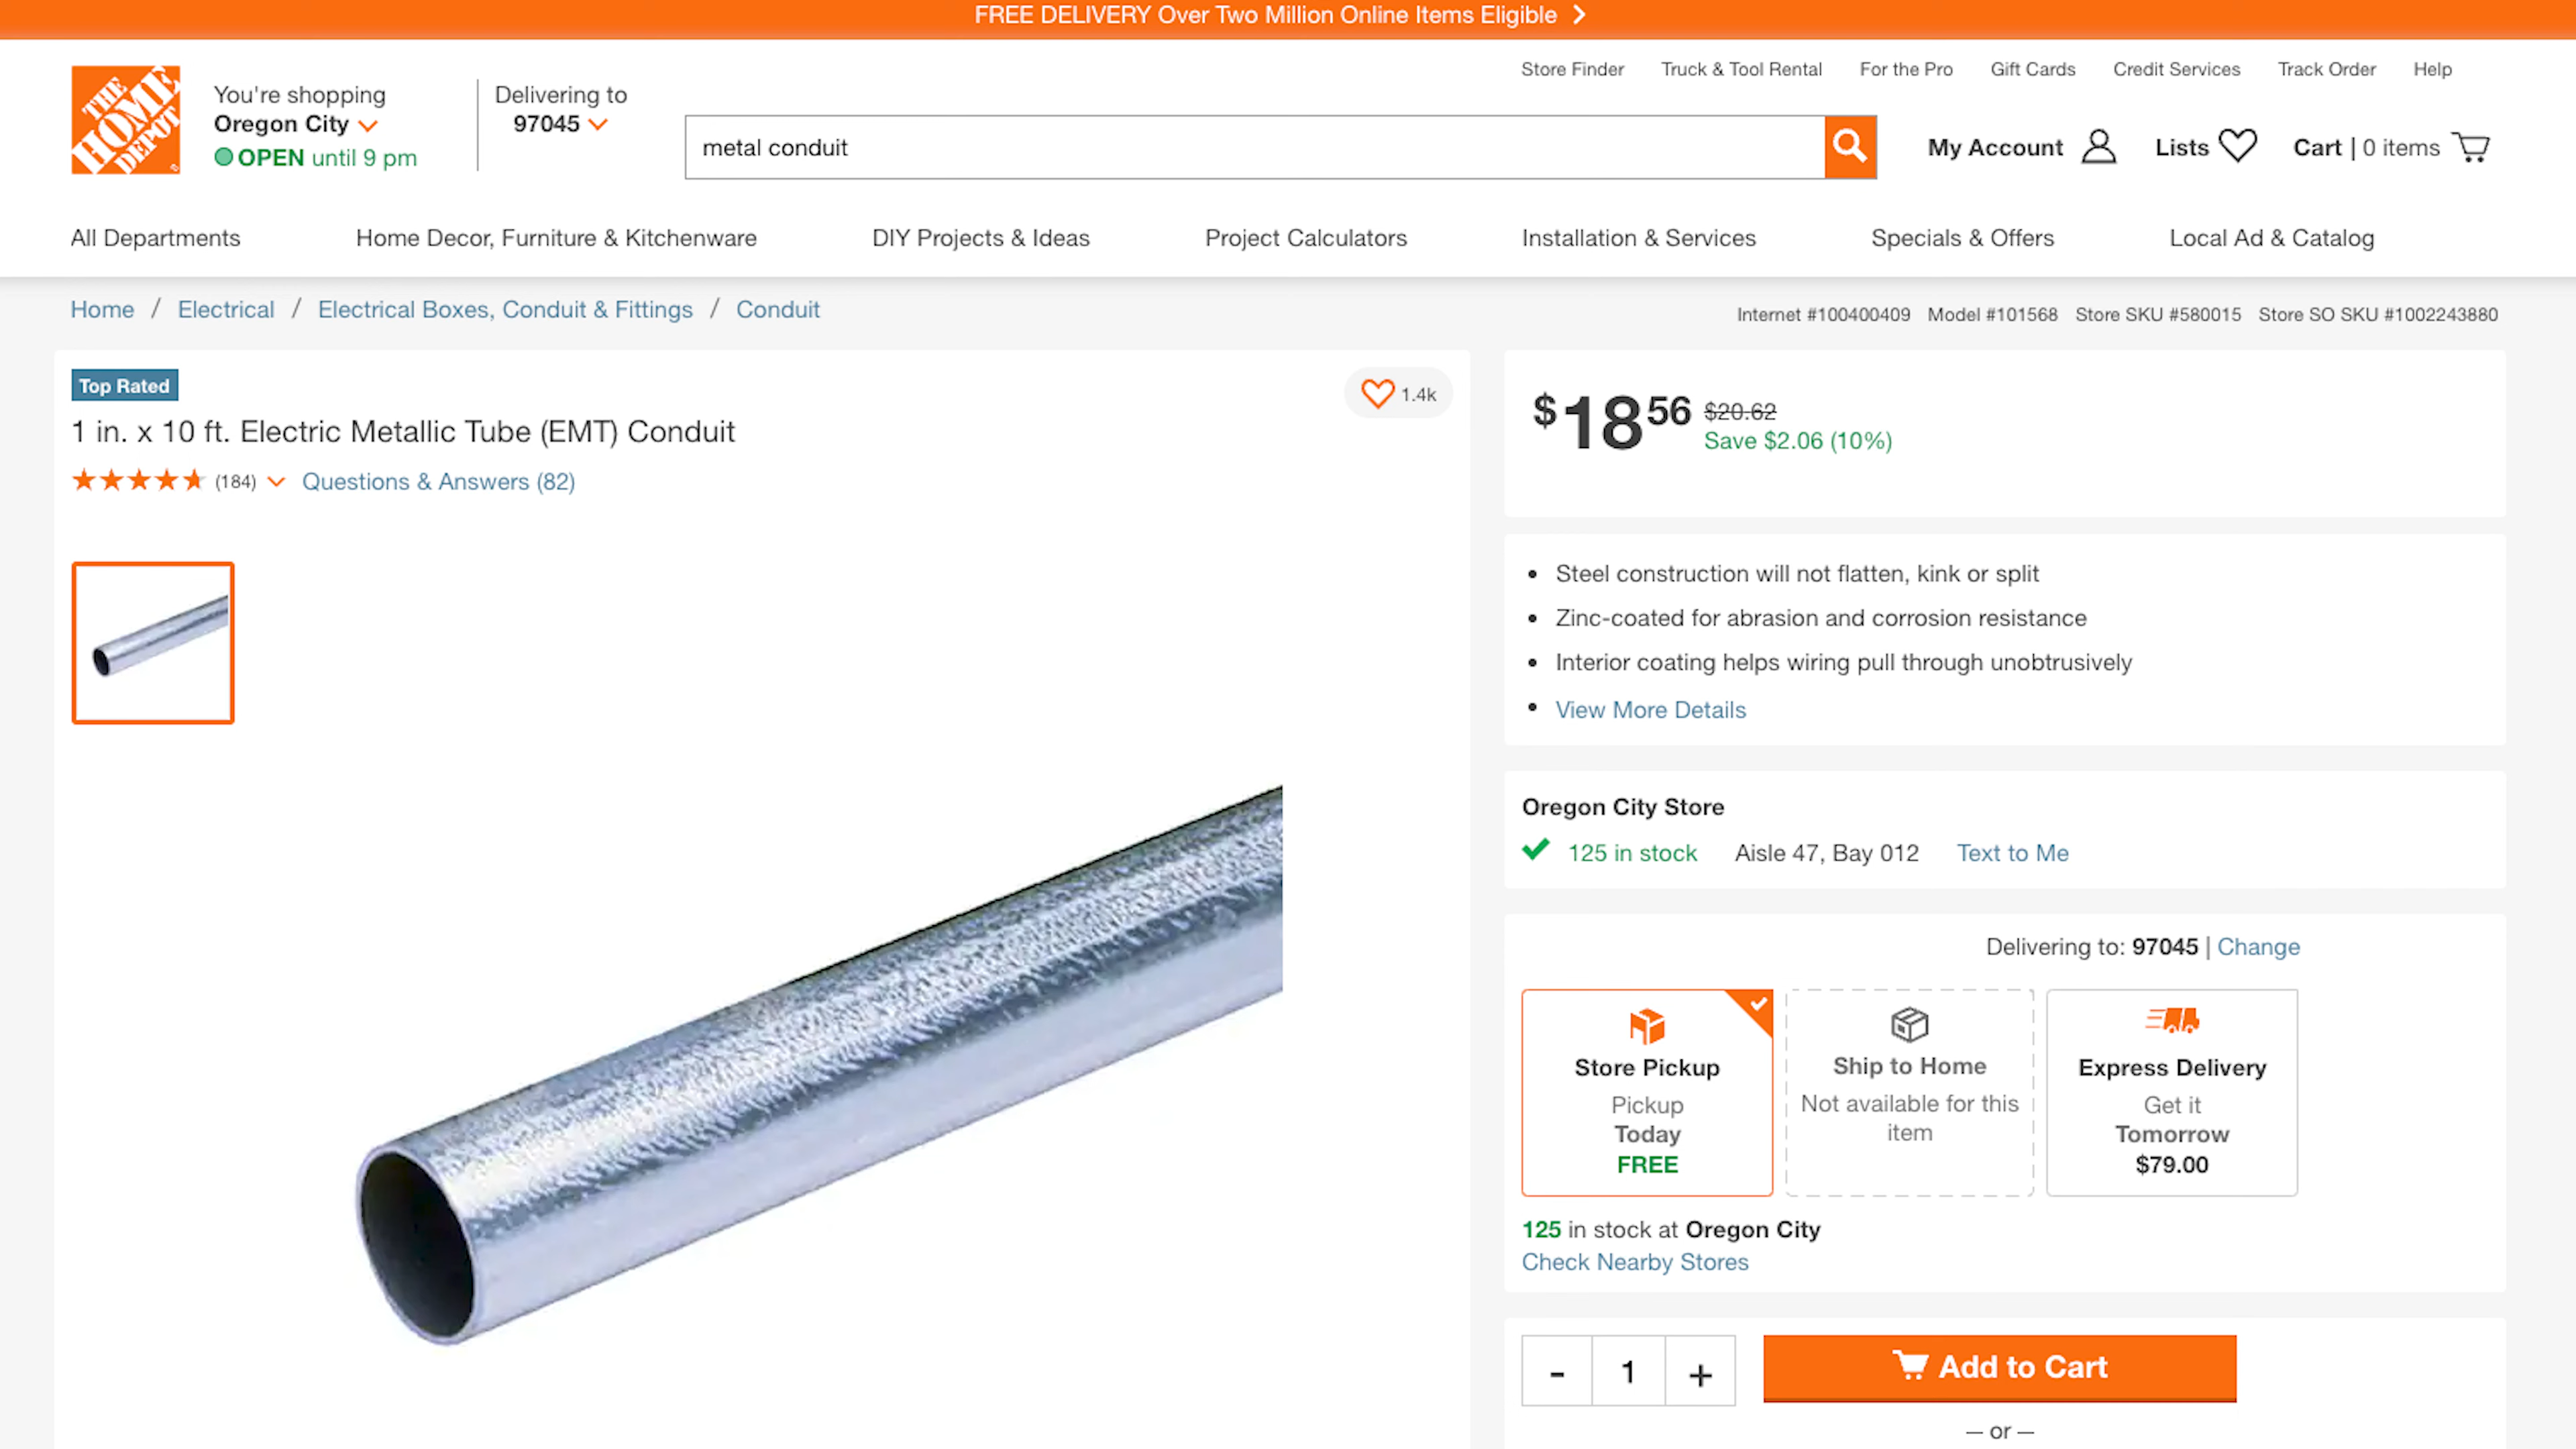 FREE DELIVERY Over Two Million Online Items Eligible
Store Finder Truck & Tool Rental For the Pro Gift Cards Credit Services Track Order Help
THE HOME DEPOT
You're shopping
Oregon City
OPEN until 9 pm
Delivering to
97045
metal conduit
My Account Lists Cart | 0 items
All Departments Home Decor, Furniture & Kitchenware DIY Projects & Ideas Project Calculators Installation & Services Specials & Offers Local Ad & Catalog
Home / Electrical / Electrical Boxes, Conduit & Fittings / Conduit
Internet #100400409 Model #101568 Store SKU #580015 Store SO SKU #1002243880
Top Rated
1.4k
1 in. x 10 ft. Electric Metallic Tube (EMT) Conduit
(184) Questions & Answers (82)
$18 56 $20.62
Save $2.06 (10%)
• Steel construction will not flatten, kink or split
• Zinc-coated for abrasion and corrosion resistance
• Interior coating helps wiring pull through unobtrusively
• View More Details
Oregon City Store
125 in stock Aisle 47, Bay 012 Text to Me
Delivering to: 97045 | Change
Store Pickup
Pickup
Today
FREE
Ship to Home
Not available for this
item
Express Delivery
Get it
Tomorrow
$79.00
125 in stock at Oregon City
Check Nearby Stores
- 1 + Add to Cart
— or —